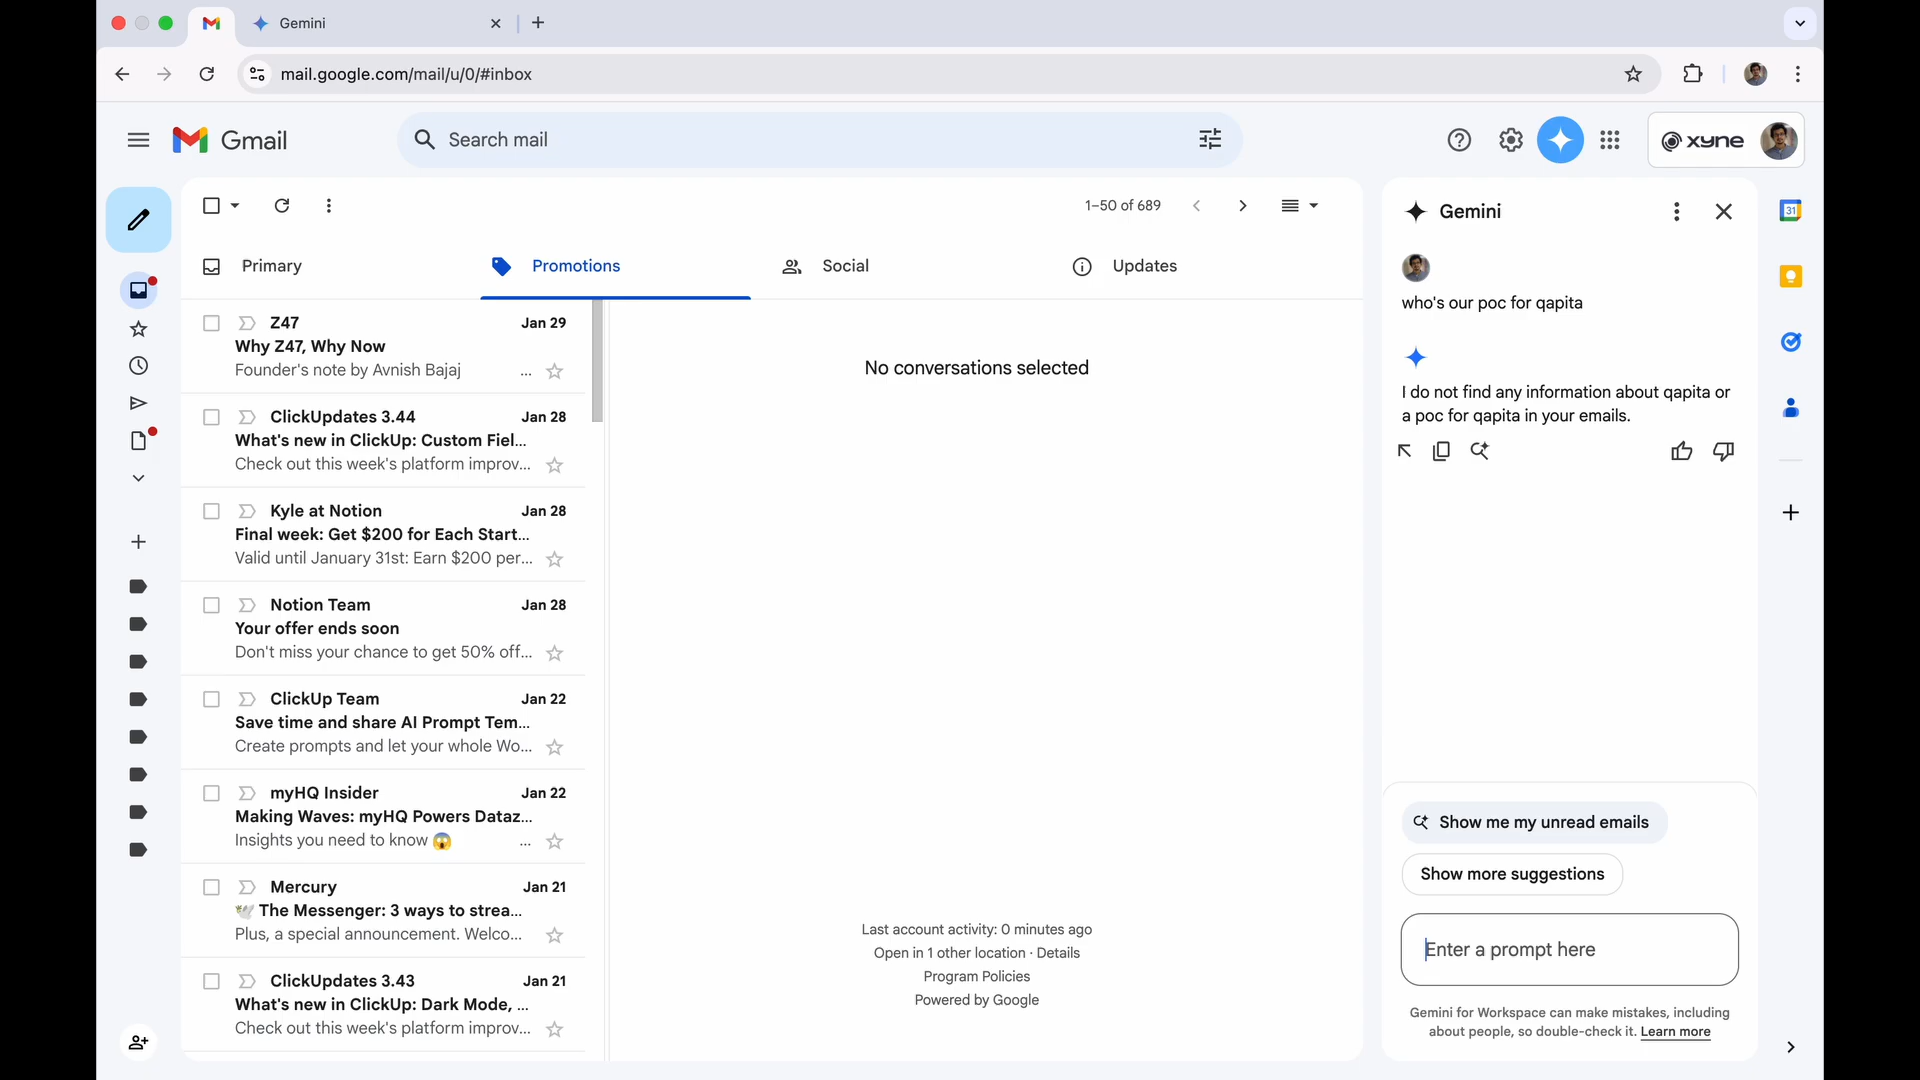 Gemini
mail.google.com/mail/u/0/#inbox
Gmail
Search mail
xyne
1–50 of 689
Primary
Promotions
Social
Updates
Z47
Jan 29
Why Z47, Why Now
Founder's note by Avnish Bajaj ...
ClickUpdates 3.44
Jan 28
What's new in ClickUp: Custom Fiel...
Check out this week's platform improv...
Kyle at Notion
Jan 28
Final week: Get $200 for Each Start...
Valid until January 31st: Earn $200 per...
Notion Team
Jan 28
Your offer ends soon
Don't miss your chance to get 50% off...
ClickUp Team
Jan 22
Save time and share AI Prompt Tem...
Create prompts and let your whole Wo...
myHQ Insider
Jan 22
Making Waves: myHQ Powers Dataz...
Insights you need to know 😱 ...
Mercury
Jan 21
🕊️ The Messenger: 3 ways to strea...
Plus, a special announcement. Welco...
ClickUpdates 3.43
Jan 21
What's new in ClickUp: Dark Mode, ...
Check out this week's platform improv...
No conversations selected
Last account activity: 0 minutes ago
Open in 1 other location · Details
Program Policies
Powered by Google
Gemini
who's our poc for qapita
I do not find any information about qapita or
a poc for qapita in your emails.
Show me my unread emails
Show more suggestions
Enter a prompt here
Gemini for Workspace can make mistakes, including
about people, so double-check it. Learn more
31